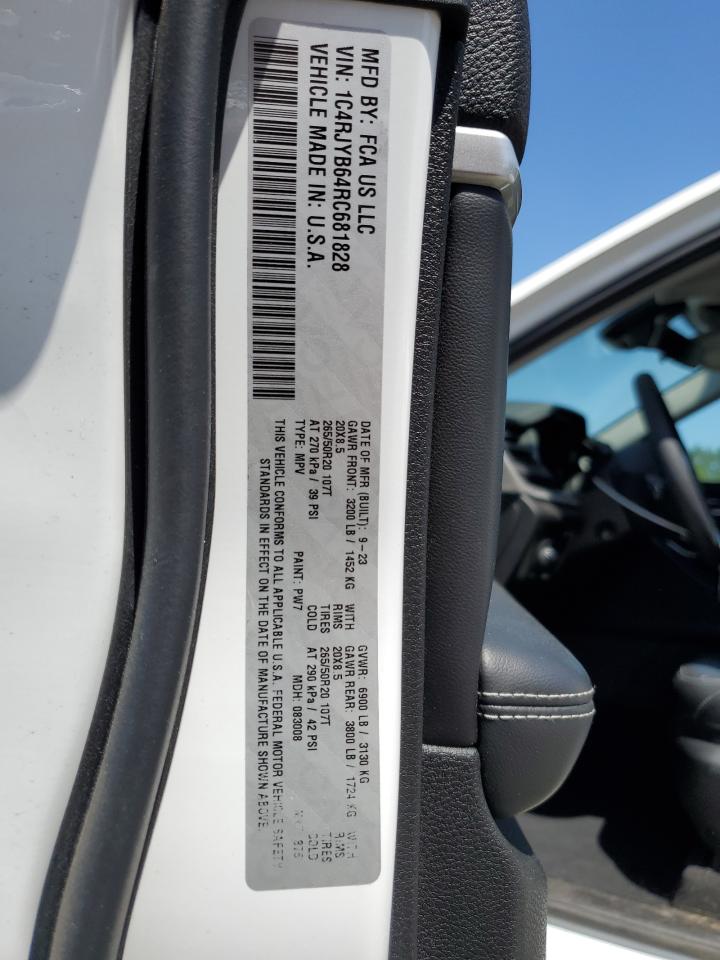 MFD BY: FCA US LLC
VIN: 1C4RJYB64RC681828
VEHICLE MADE IN: U.S.A.
DATE OF MFR (BUILT): 9-23 GVWR: 6900 LB / 3130 KG
GAWR FRONT: 3200 LB / 1452 KG WITH GAWR REAR: 3800 LB / 1724 KG WITH
20X8.5 RIMS 20X8.5 RIMS
265/50R20 107T TIRES 265/50R20 107T TIRES
AT 270 kPa / 39 PSI COLD AT 290 kPa / 42 PSI COLD
TYPE: MPV PAINT: PW7 MDH: 083008
THIS VEHICLE CONFORMS TO ALL APPLICABLE U.S.A. FEDERAL MOTOR VEHICLE SAFETY
STANDARDS IN EFFECT ON THE DATE OF MANUFACTURE SHOWN ABOVE.